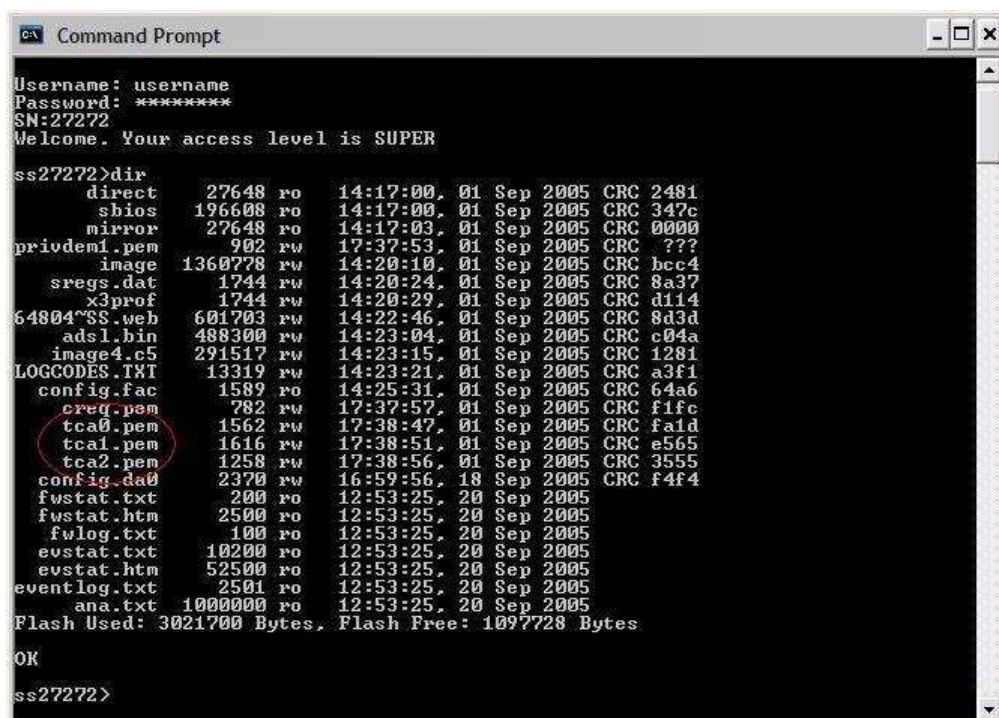 Command Prompt
Username: username
Password: ********
SN:27272
Welcome. Your access level is SUPER
ss27272>dir
direct 27648 ro 14:17:00, 01 Sep 2005 CRC 2481
sbios 196608 ro 14:17:00, 01 Sep 2005 CRC 347c
mirror 27648 ro 14:17:03, 01 Sep 2005 CRC 0000
privdem1.pem 902 rw 17:37:53, 01 Sep 2005 CRC ???
image 1360778 rw 14:20:10, 01 Sep 2005 CRC bcc4
sregs.dat 1744 rw 14:20:24, 01 Sep 2005 CRC 8a37
x3prof 1744 rw 14:20:29, 01 Sep 2005 CRC d114
64804~SS.web 601703 rw 14:22:46, 01 Sep 2005 CRC 8d3d
adsl.bin 488300 rw 14:23:04, 01 Sep 2005 CRC c04a
image4.c5 291517 rw 14:23:15, 01 Sep 2005 CRC 1281
LOGCODES.TXT 13319 rw 14:23:21, 01 Sep 2005 CRC a3f1
config.fac 1589 ro 14:25:31, 01 Sep 2005 CRC 64a6
creq.pem 782 rw 17:37:57, 01 Sep 2005 CRC f1fc
tca0.pem 1562 rw 17:38:47, 01 Sep 2005 CRC fa1d
tca1.pem 1616 rw 17:38:51, 01 Sep 2005 CRC e565
tca2.pem 1258 rw 17:38:56, 01 Sep 2005 CRC 3555
config.da0 2370 rw 16:59:56, 18 Sep 2005 CRC f4f4
fwstat.txt 200 ro 12:53:25, 20 Sep 2005
fwstat.htm 2500 ro 12:53:25, 20 Sep 2005
fwlog.txt 100 ro 12:53:25, 20 Sep 2005
evstat.txt 10200 ro 12:53:25, 20 Sep 2005
evstat.htm 52500 ro 12:53:25, 20 Sep 2005
eventlog.txt 2501 ro 12:53:25, 20 Sep 2005
ana.txt 1000000 ro 12:53:25, 20 Sep 2005
Flash Used: 3021700 Bytes, Flash Free: 1097728 Bytes
OK
ss27272>